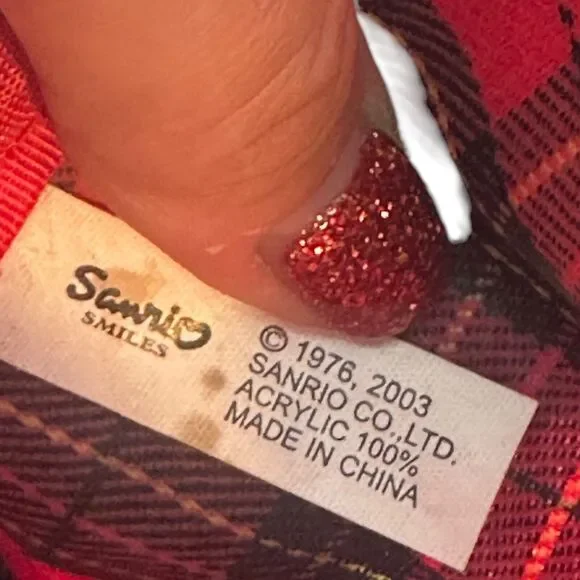 Sanrio
SMILES
© 1976, 2003
SANRIO CO.,LTD.
ACRYLIC 100%
MADE IN CHINA